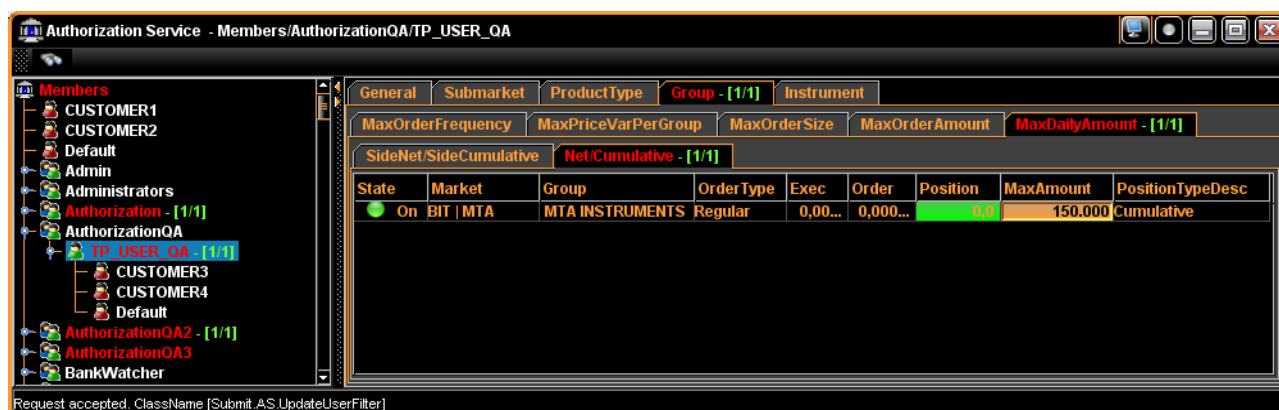 Authorization Service - Members/AuthorizationQA/TP_USER_QA
Members
CUSTOMER1
CUSTOMER2
Default
Admin
Administrators
Authorization - [1/1]
AuthorizationQA
TP_USER_QA - [1/1]
CUSTOMER3
CUSTOMER4
Default
AuthorizationQA2 - [1/1]
AuthorizationQA3
BankWatcher
General Submarket ProductType Group - [1/1] Instrument
MaxOrderFrequency MaxPriceVarPerGroup MaxOrderSize MaxOrderAmount MaxDailyAmount - [1/1]
SideNet/SideCumulative Net/Cumulative - [1/1]
State Market Group OrderType Exec Order Position MaxAmount PositionTypeDesc
On BIT | MTA MTA INSTRUMENTS Regular 0,00... 0,000... 0,0 150.000 Cumulative
Request accepted. ClassName [Submit.AS.UpdateUserFilter]